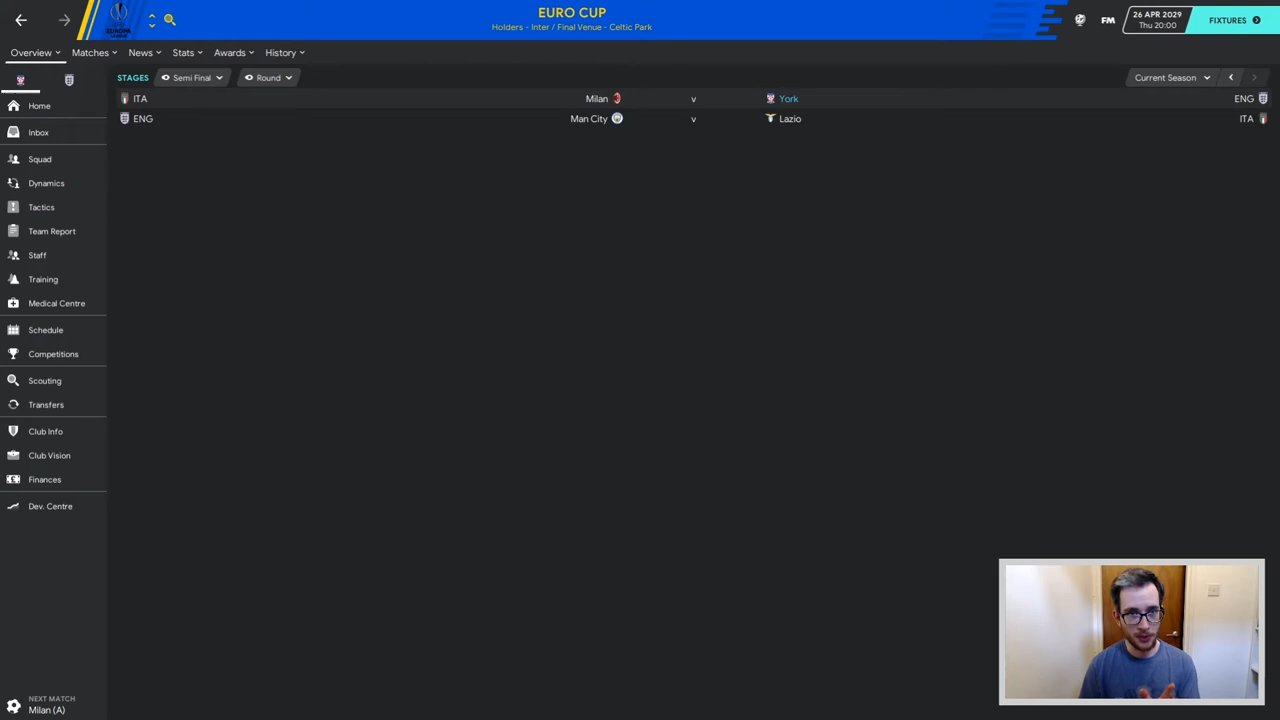 EURO CUP
Holders - Inter / Final Venue - Celtic Park
FM
26 APR 2029
Thu 20:00
FIXTURES
Overview
Matches
News
Stats
Awards
History
STAGES
Semi Final
Round
Current Season
ITA
Milan
v
York
ENG
ENG
Man City
v
Lazio
ITA
Home
Inbox
Squad
Dynamics
Tactics
Team Report
Staff
Training
Medical Centre
Schedule
Competitions
Scouting
Transfers
Club Info
Club Vision
Finances
Dev. Centre
NEXT MATCH
Milan (A)